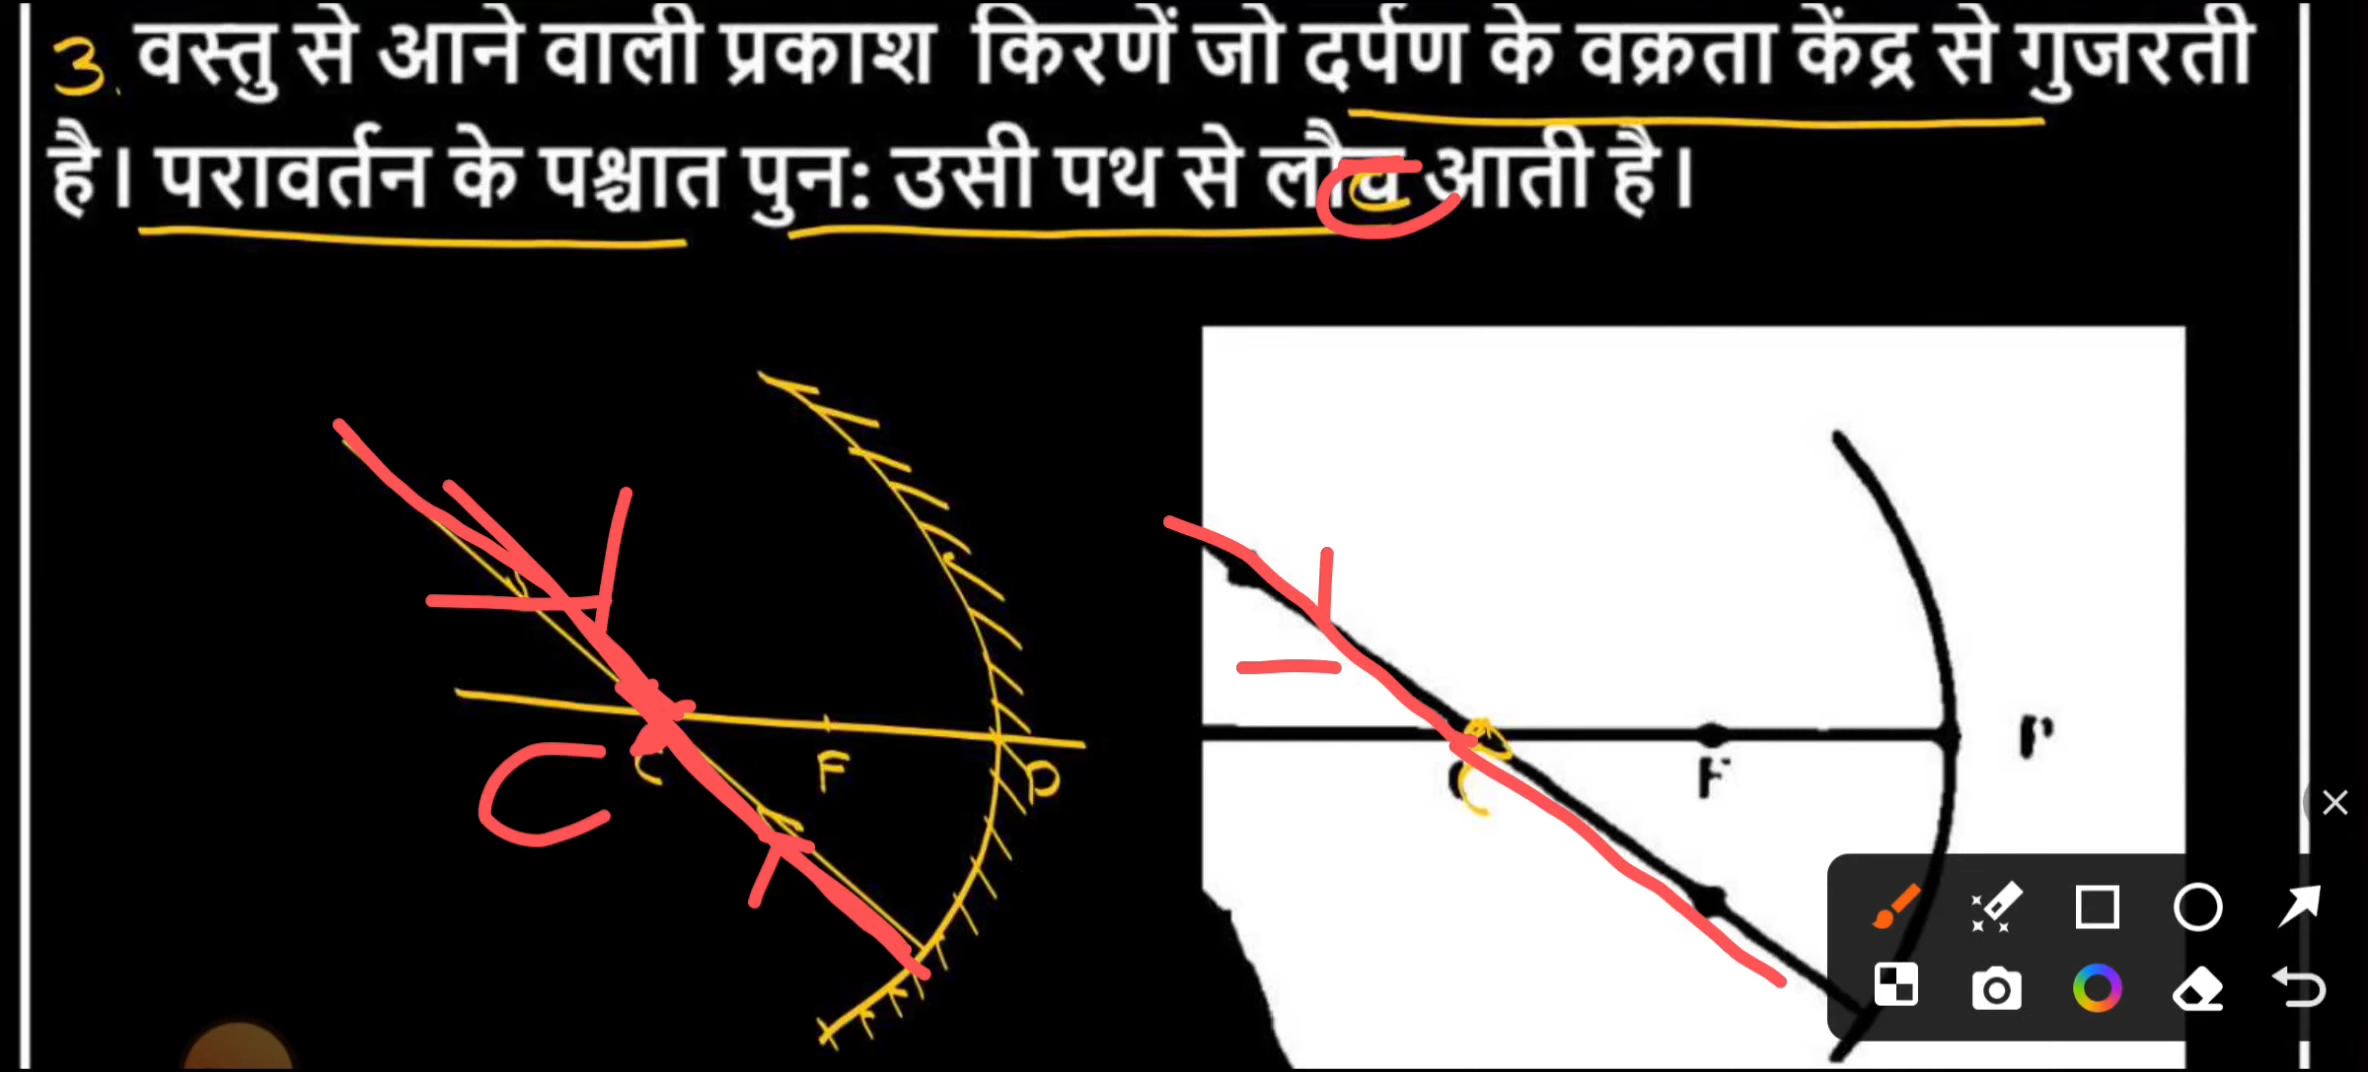 3. वस्तु से आने वाली प्रकाश किरणें जो दर्पण के वक्रता केंद्र से गुजरती
है। परावर्तन के पश्चात पुन: उसी पथ से लौव आती है।
C
C F P
C F P
C